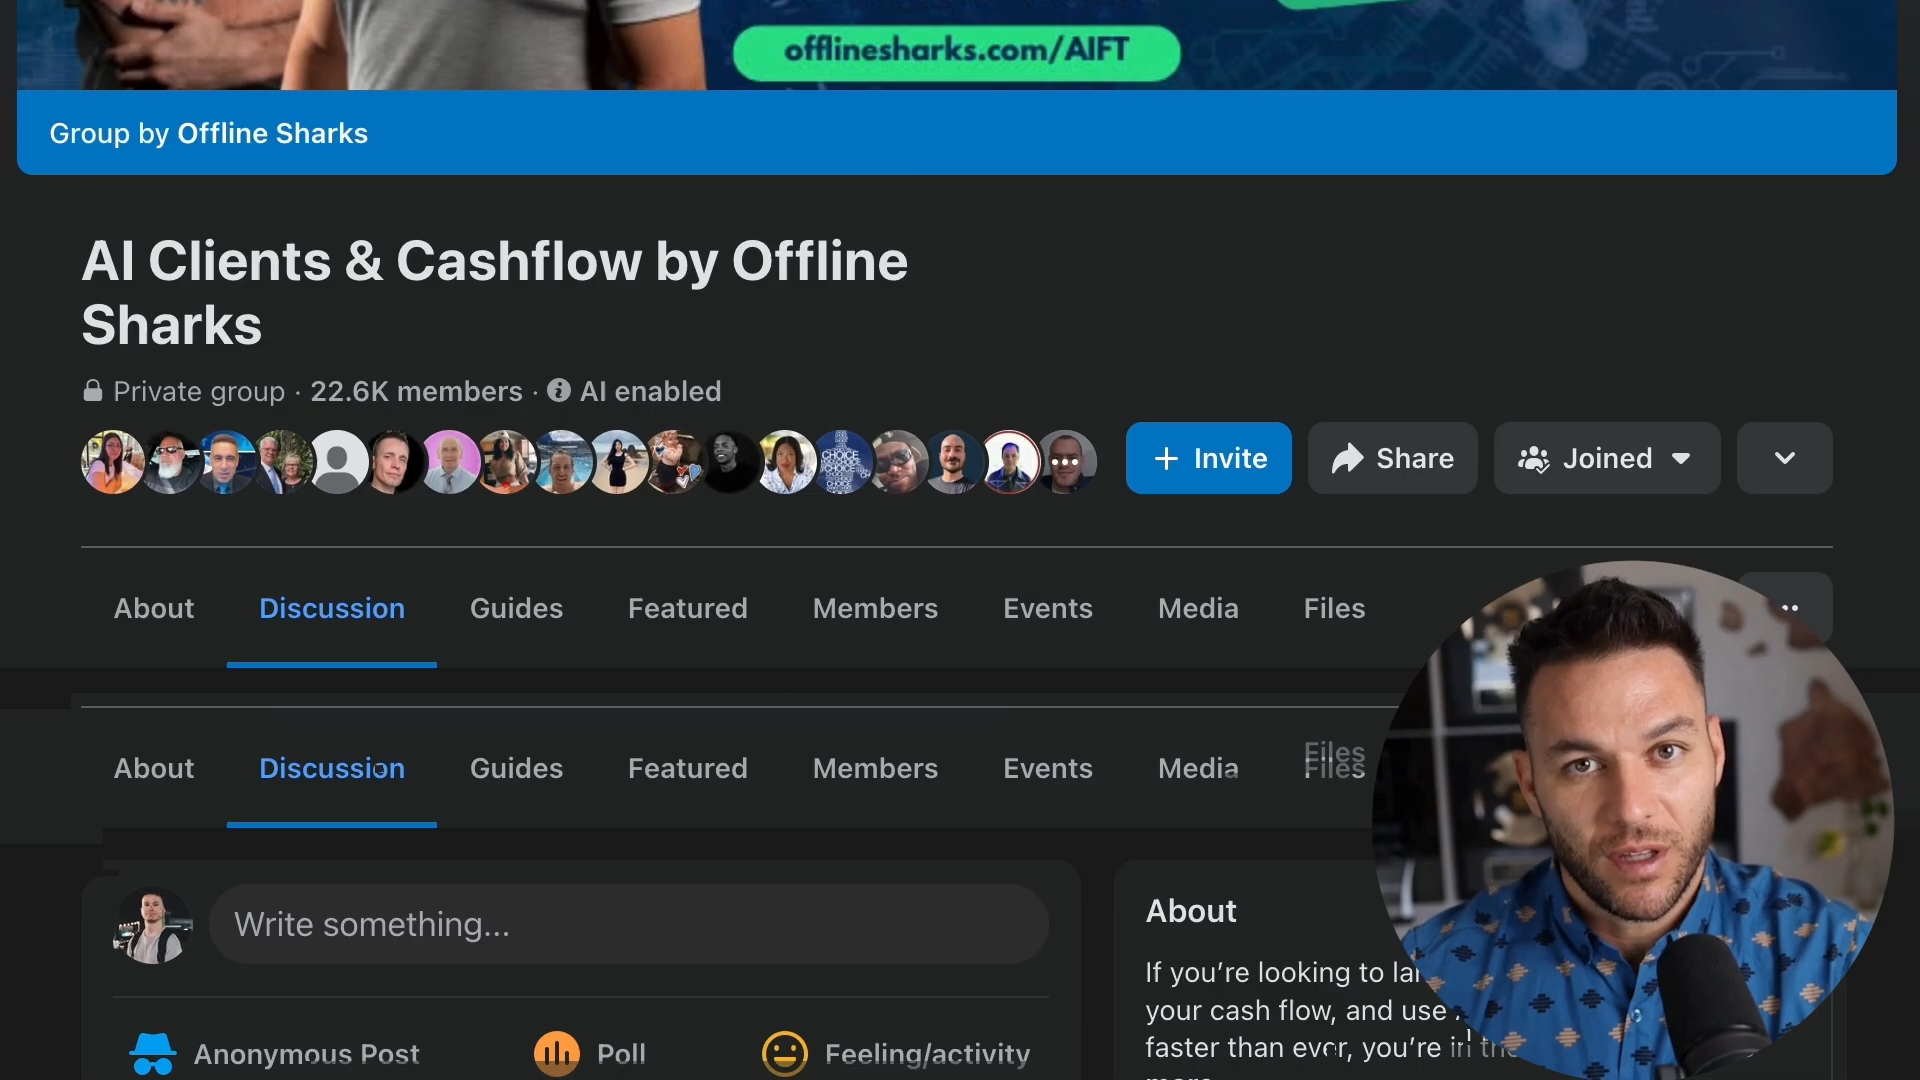 offlinesharks.com/AIFT
Group by Offline Sharks
AI Clients & Cashflow by Offline
Sharks
Private group · 22.6K members · AI enabled
CHOICE
+ Invite
Share
Joined
About
Discussion
Guides
Featured
Members
Events
Media
Files
About
Discussion
Guides
Featured
Members
Events
Media
Files
Write something...
Anonymous Post
Poll
Feeling/activity
About
If you’re looking to
your cash flow, and use
faster than ever, you’re in